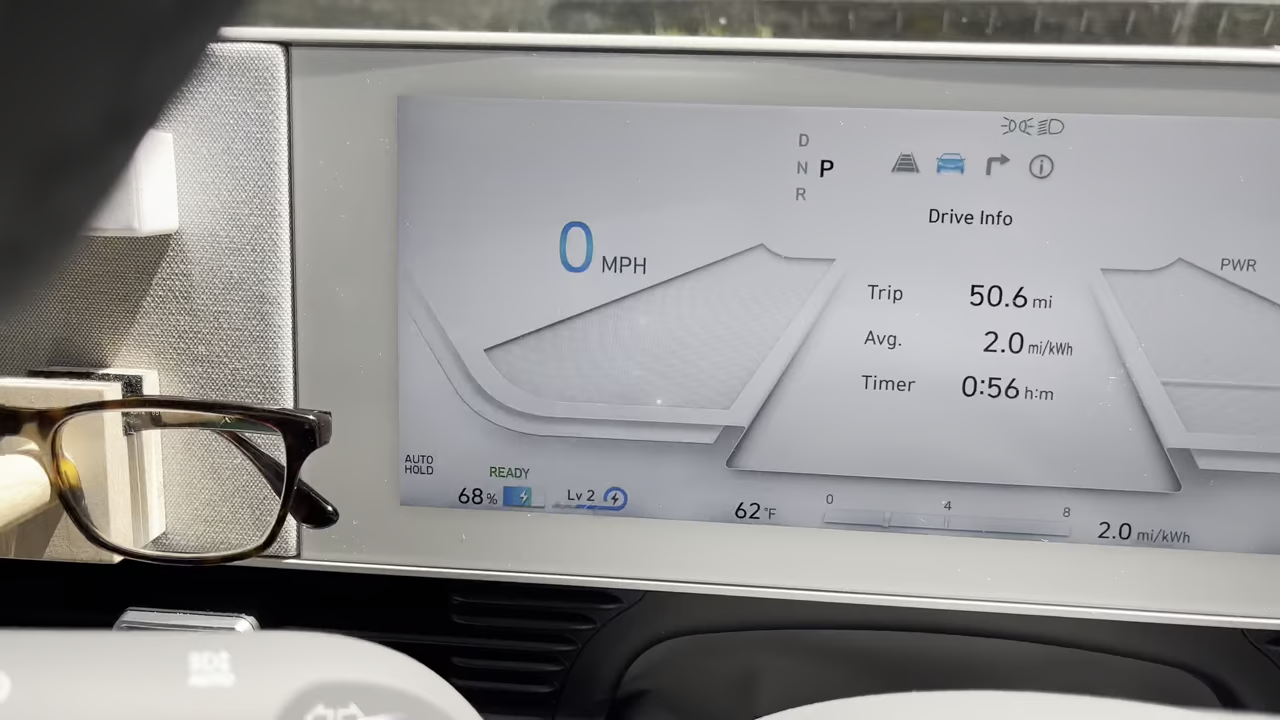 D
N P
R
Drive Info
0 MPH
PWR
Trip 50.6 mi
Avg. 2.0 mi/kWh
Timer 0:56 h:m
AUTO
HOLD
READY
68 % Lv 2
62 °F
0 4 8
2.0 mi/kWh